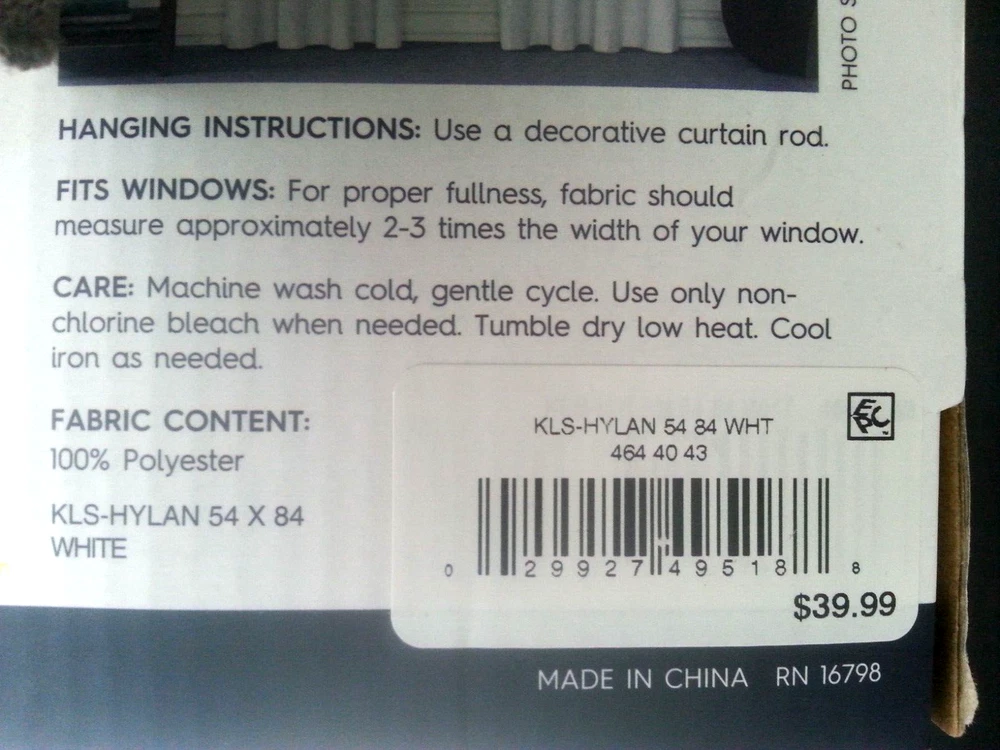 PHOTO S
HANGING INSTRUCTIONS: Use a decorative curtain rod.
FITS WINDOWS: For proper fullness, fabric should
measure approximately 2-3 times the width of your window.
CARE: Machine wash cold, gentle cycle. Use only non-
chlorine bleach when needed. Tumble dry low heat. Cool
iron as needed.
FABRIC CONTENT:
100% Polyester
KLS-HYLAN 54 X 84
WHITE
EPC
KLS-HYLAN 54 84 WHT
464 40 43
0 29927 49518 8
$39.99
MADE IN CHINA RN 16798